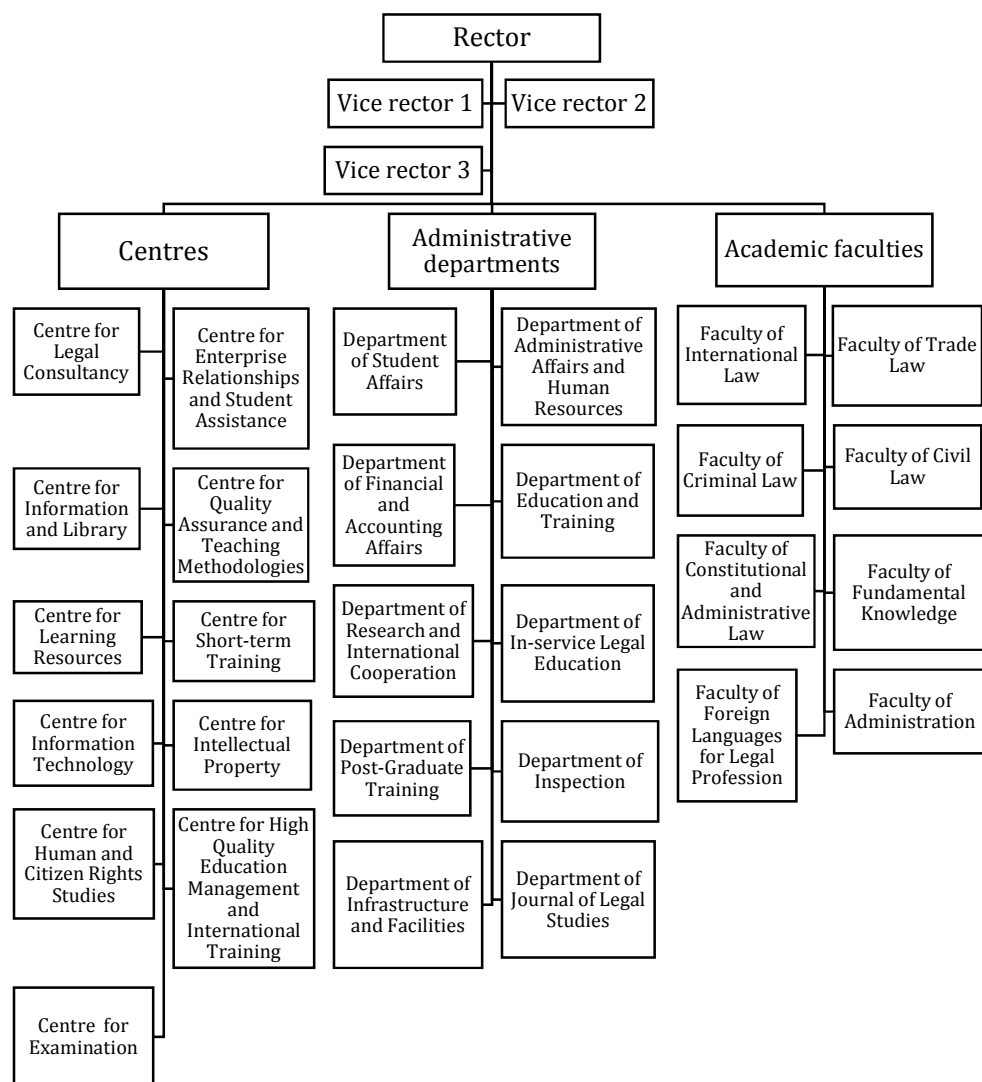 Rector
Vice rector 1
Vice rector 2
Vice rector 3
Centres
Administrative
departments
Academic faculties
Centre for
Legal
Consultancy
Centre for
Enterprise
Relationships
and Student
Assistance
Centre for
Information
and Library
Centre for
Quality
Assurance and
Teaching
Methodologies
Centre for
Learning
Resources
Centre for
Short-term
Training
Centre for
Information
Technology
Centre for
Intellectual
Property
Centre for
Human and
Citizen Rights
Studies
Centre for High
Quality
Education
Management
and
International
Training
Centre for
Examination
Department
of Student
Affairs
Department of
Administrative
Affairs and
Human
Resources
Department
of Financial
and
Accounting
Affairs
Department of
Education and
Training
Department of
Research and
International
Cooperation
Department of
In-service Legal
Education
Department of
Post-Graduate
Training
Department of
Inspection
Department of
Infrastructure
and Facilities
Department of
Journal of Legal
Studies
Faculty of
International
Law
Faculty of Trade
Law
Faculty of
Criminal Law
Faculty of Civil
Law
Faculty of
Constitutional
and
Administrative
Law
Faculty of
Fundamental
Knowledge
Faculty of
Foreign
Languages
for Legal
Profession
Faculty of
Administration